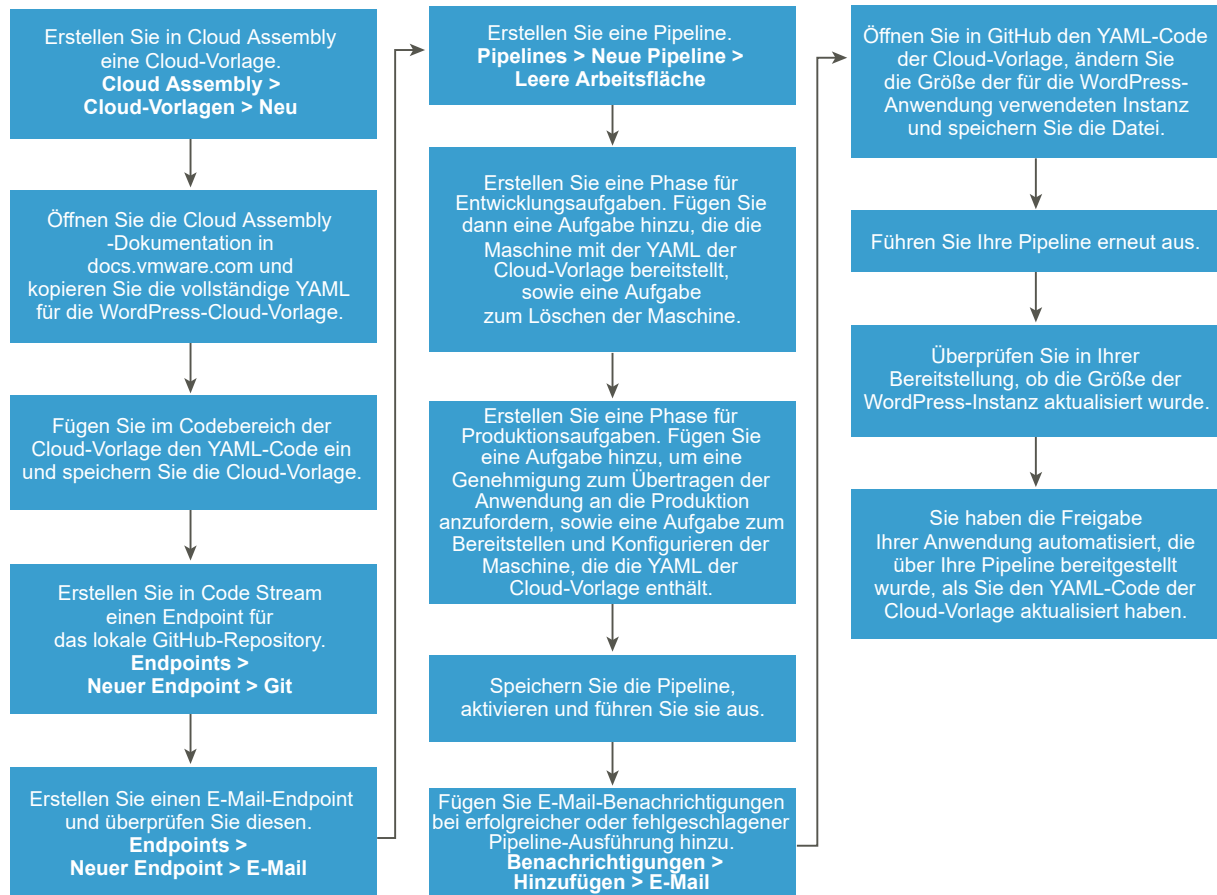 Erstellen Sie in Cloud Assembly
eine Cloud-Vorlage.
Cloud Assembly >
Cloud-Vorlagen > Neu
Öffnen Sie die Cloud Assembly
-Dokumentation in
docs.vmware.com und
kopieren Sie die vollständige YAML
für die WordPress-Cloud-Vorlage.
Fügen Sie im Codebereich der
Cloud-Vorlage den YAML-Code ein
und speichern Sie die Cloud-Vorlage.
Erstellen Sie in Code Stream
einen Endpoint für
das lokale GitHub-Repository.
Endpoints >
Neuer Endpoint > Git
Erstellen Sie einen E-Mail-Endpoint
und überprüfen Sie diesen.
Endpoints >
Neuer Endpoint > E-Mail
Erstellen Sie eine Pipeline.
Pipelines > Neue Pipeline >
Leere Arbeitsfläche
Erstellen Sie eine Phase für
Entwicklungsaufgaben. Fügen Sie
dann eine Aufgabe hinzu, die die
Maschine mit der YAML der
Cloud-Vorlage bereitstellt,
sowie eine Aufgabe
zum Löschen der Maschine.
Erstellen Sie eine Phase für
Produktionsaufgaben. Fügen Sie
eine Aufgabe hinzu, um eine
Genehmigung zum Übertragen der
Anwendung an die Produktion
anzufordern, sowie eine Aufgabe zum
Bereitstellen und Konfigurieren der
Maschine, die die YAML der
Cloud-Vorlage enthält.
Speichern Sie die Pipeline,
aktivieren und führen Sie sie aus.
Fügen Sie E-Mail-Benachrichtigungen
bei erfolgreicher oder fehlgeschlagener
Pipeline-Ausführung hinzu.
Benachrichtigungen >
Hinzufügen > E-Mail
Öffnen Sie in GitHub den YAML-Code
der Cloud-Vorlage, ändern Sie
die Größe der für die WordPress-
Anwendung verwendeten Instanz
und speichern Sie die Datei.
Führen Sie Ihre Pipeline erneut aus.
Überprüfen Sie in Ihrer
Bereitstellung, ob die Größe der
WordPress-Instanz aktualisiert wurde.
Sie haben die Freigabe
Ihrer Anwendung automatisiert, die
über Ihre Pipeline bereitgestellt
wurde, als Sie den YAML-Code der
Cloud-Vorlage aktualisiert haben.